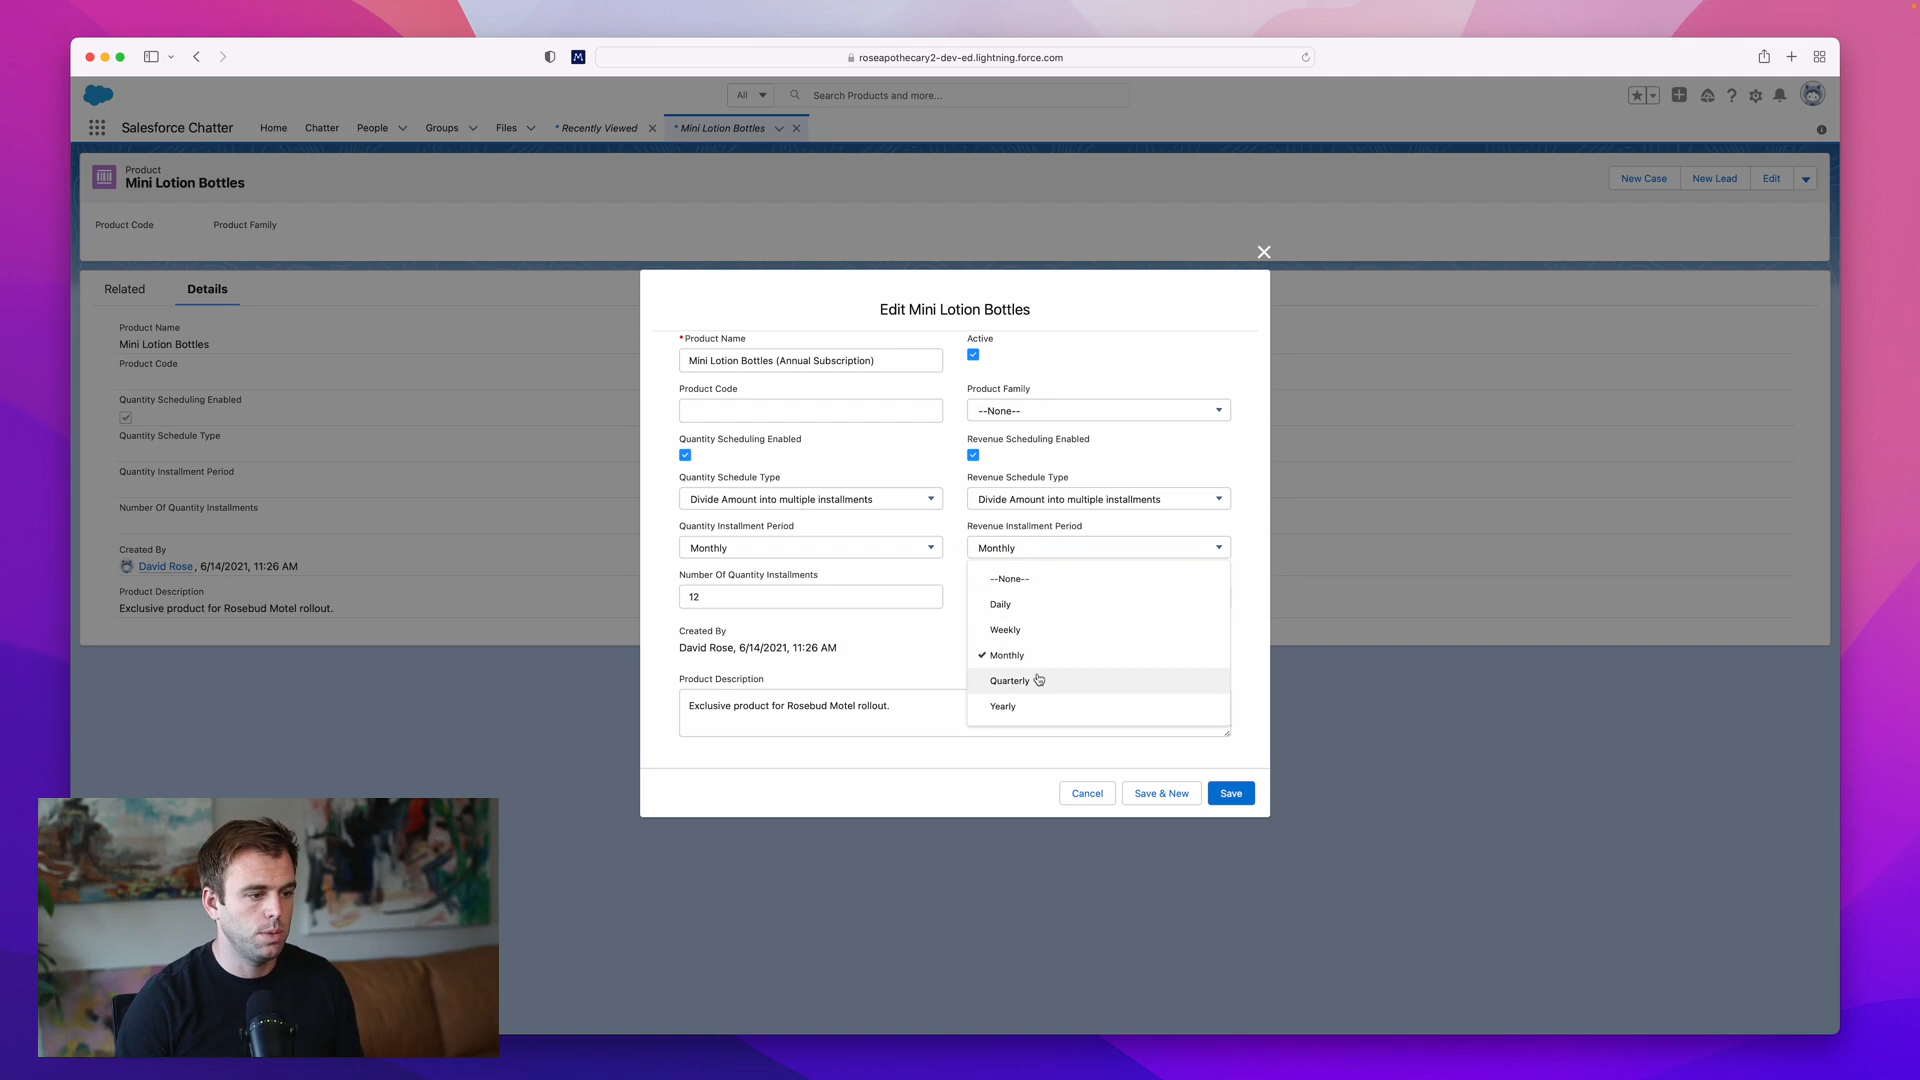 M
roseapothecary2-dev-ed.lightning.force.com
All
Search Products and more...
Salesforce Chatter
Home
Chatter
People
Groups
Files
* Recently Viewed
* Mini Lotion Bottles
Product
Mini Lotion Bottles
New Case
New Lead
Edit
Product Code
Product Family
Related
Details
Product Name
Mini Lotion Bottles
Product Code
Quantity Scheduling Enabled
Quantity Schedule Type
Quantity Installment Period
Number Of Quantity Installments
Created By
David Rose, 6/14/2021, 11:26 AM
Product Description
Exclusive product for Rosebud Motel rollout.
Edit Mini Lotion Bottles
*Product Name
Mini Lotion Bottles (Annual Subscription)
Active
Product Code
Product Family
--None--
Quantity Scheduling Enabled
Revenue Scheduling Enabled
Quantity Schedule Type
Divide Amount into multiple installments
Revenue Schedule Type
Divide Amount into multiple installments
Quantity Installment Period
Monthly
Revenue Installment Period
Monthly
--None--
Daily
Weekly
Monthly
Quarterly
Yearly
Number Of Quantity Installments
12
Created By
David Rose, 6/14/2021, 11:26 AM
Product Description
Exclusive product for Rosebud Motel rollout.
Cancel
Save & New
Save